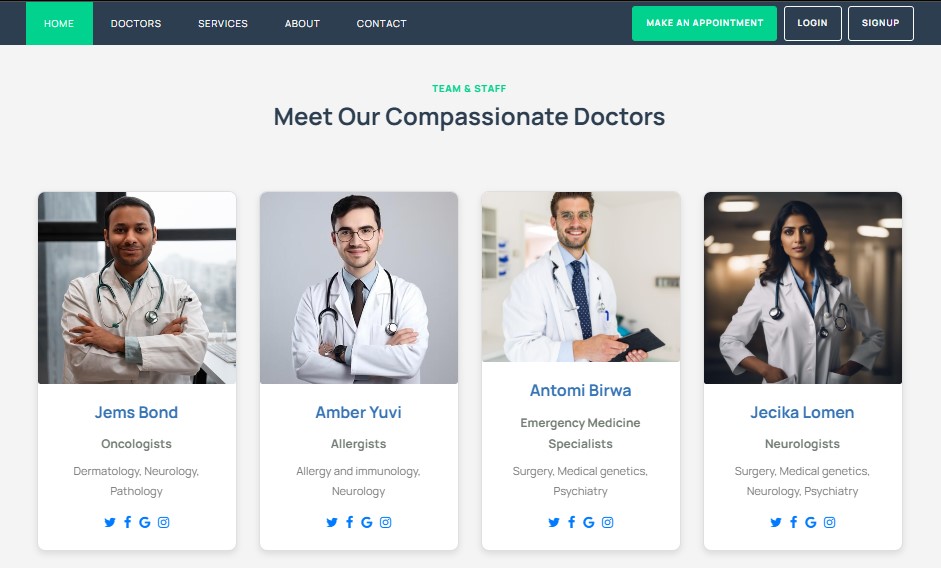 HOME DOCTORS SERVICES ABOUT CONTACT MAKE AN APPOINTMENT LOGIN SIGNUP
TEAM & STAFF
Meet Our Compassionate Doctors
Jems Bond
Oncologists
Dermatology, Neurology,
Pathology
Amber Yuvi
Allergists
Allergy and immunology,
Neurology
Antomi Birwa
Emergency Medicine
Specialists
Surgery, Medical genetics,
Psychiatry
Jecika Lomen
Neurologists
Surgery, Medical genetics,
Neurology, Psychiatry